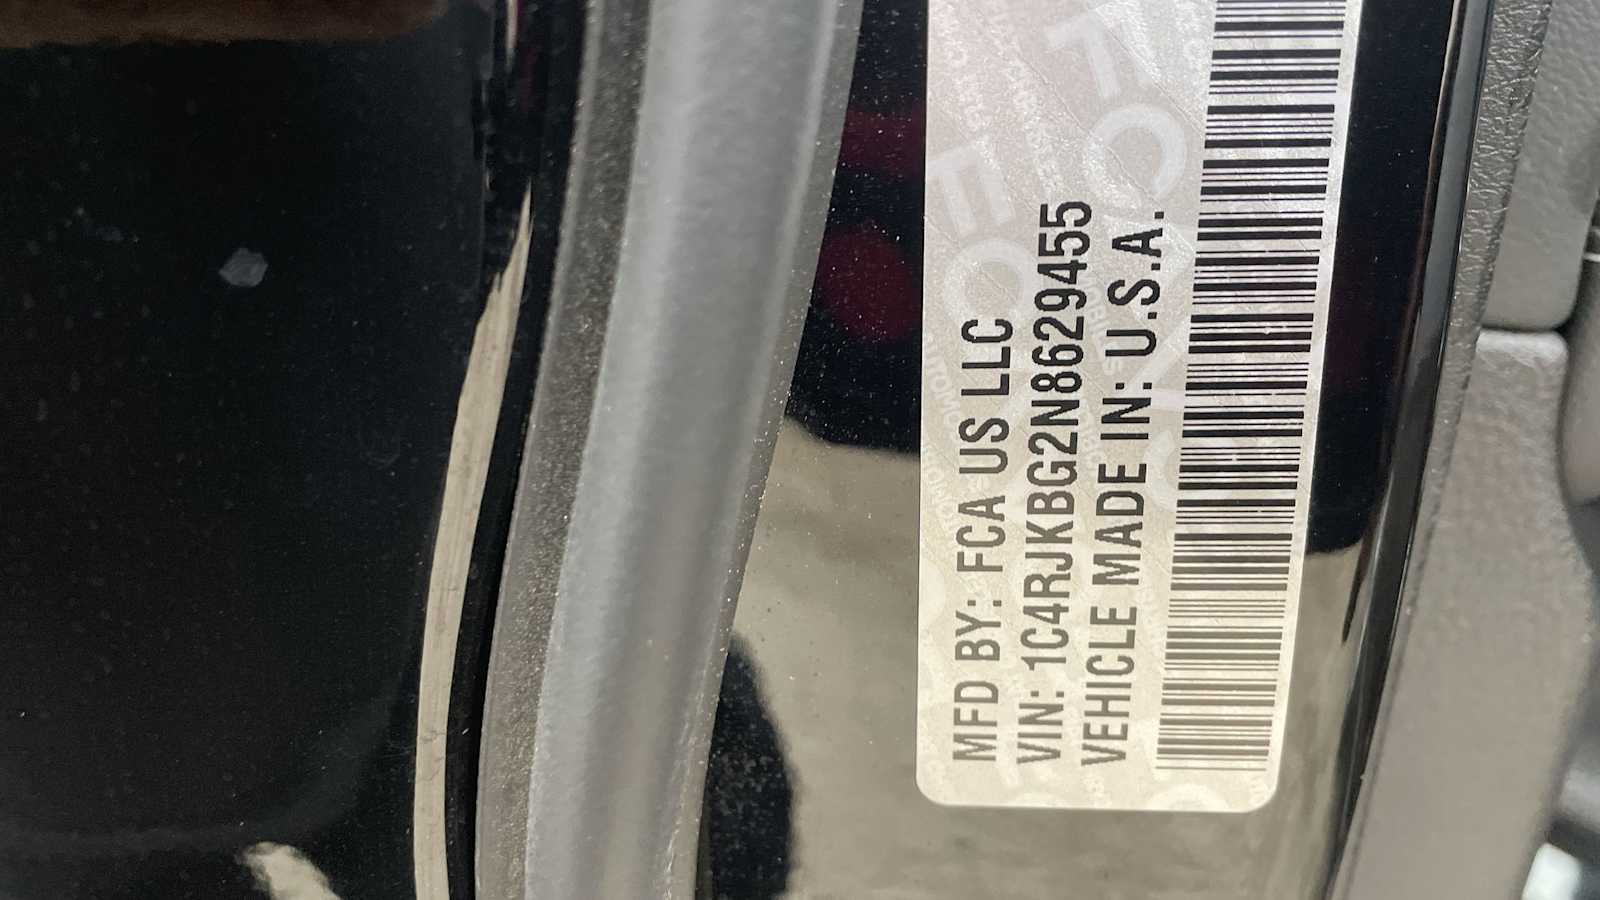 MFD BY: FCA US LLC
VIN: 1C4RJKBG2N8629455
VEHICLE MADE IN: U.S.A.